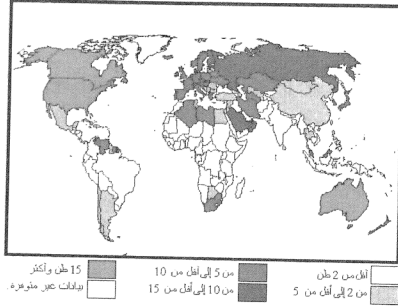 15 طن وأكثر
من 5 إلى أقل من 10
أقل من 2 طن
بيانات غير متوفرة
من 10 إلى أقل من 15
من 2 إلى أقل من 5